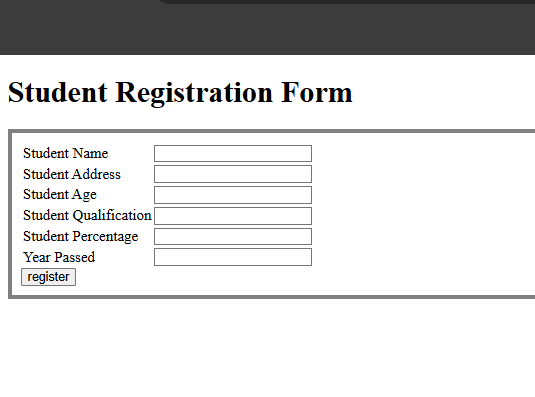 Student Registration Form
Student Name
Student Address
Student Age
Student Qualification
Student Percentage
Year Passed
register